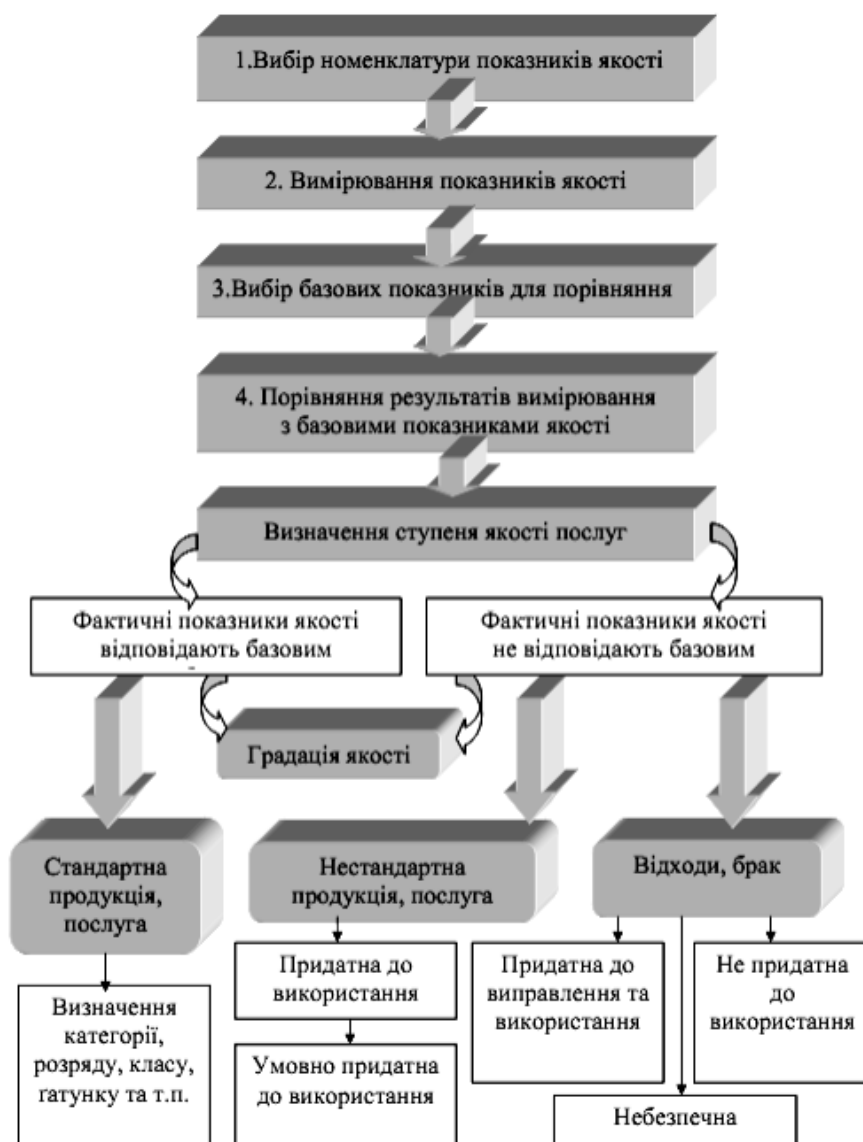 1.Вибір номенклатури показників якості
2. Вимірювання показників якості
3.Вибір базових показників для порівняння
4. Порівняння результатів вимірювання
з базовими показниками якості
Визначення ступеня якості послуг
Фактичні показники якості
відповідають базовим
Фактичні показники якості
не відповідають базовим
Градація якості
Стандартна
продукція,
послуга
Нестандартна
продукція, послуга
Відходи, брак
Визначення
категорії,
розряду, класу,
ґатунку та т.п.
Придатна до
використання
Умовно придатна
до використання
Придатна до
виправлення та
використання
Не придатна
до
використання
Небезпечна